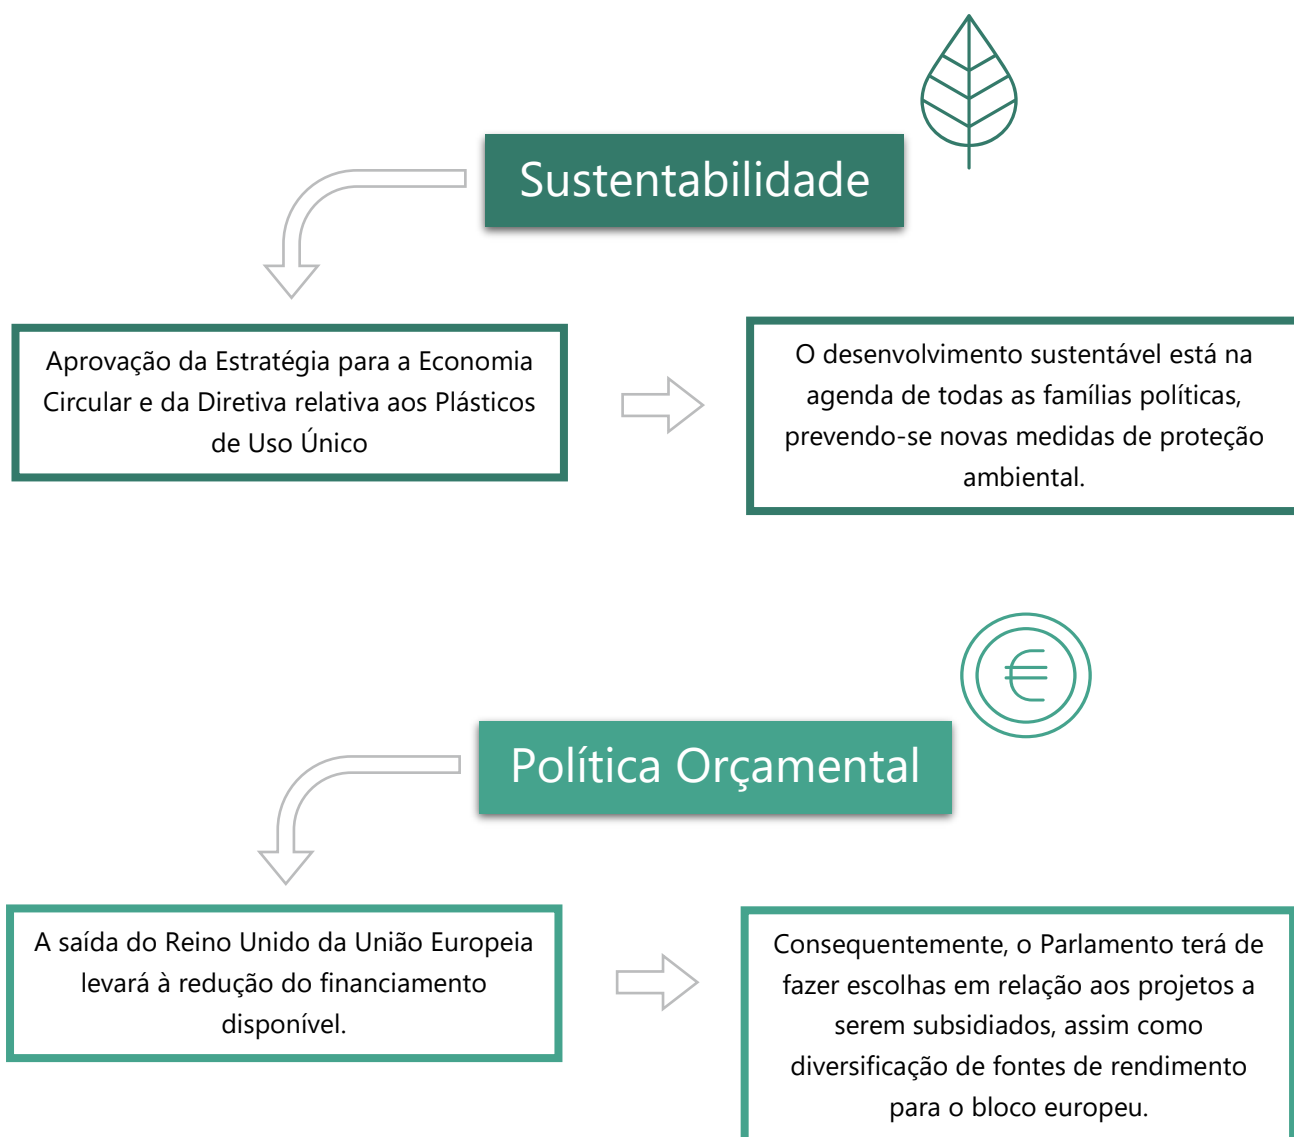 Sustentabilidade
Aprovação da Estratégia para a Economia
Circular e da Diretiva relativa aos Plásticos
de Uso Único
O desenvolvimento sustentável está na
agenda de todas as famílias políticas,
prevendo-se novas medidas de proteção
ambiental.
€
Política Orçamental
A saída do Reino Unido da União Europeia
levará à redução do financiamento
disponível.
Consequentemente, o Parlamento terá de
fazer escolhas em relação aos projetos a
serem subsidiados, assim como
diversificação de fontes de rendimento
para o bloco europeu.